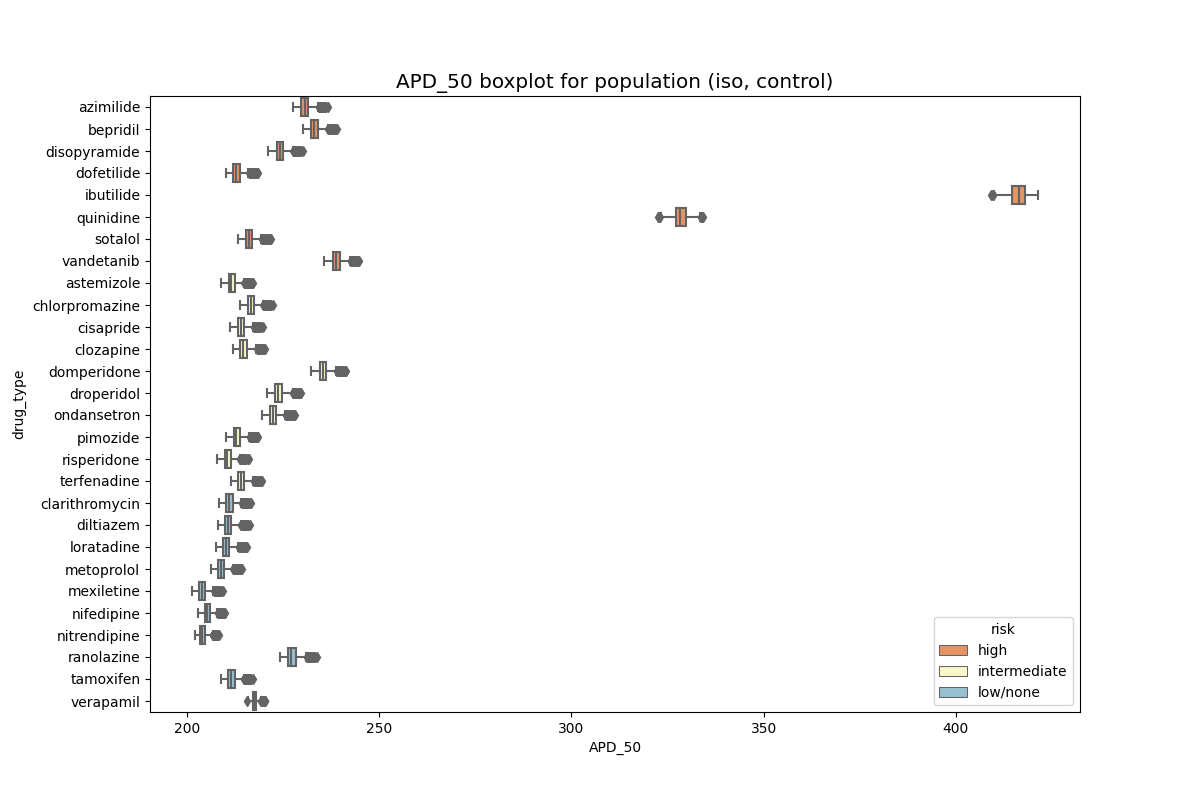 APD_50 boxplot for population (iso, control)
azimilide
bepridil
disopyramide
dofetilide
ibutilide
quinidine
sotalol
vandetanib
astemizole
chlorpromazine
cisapride
clozapine
domperidone
droperidol
ondansetron
pimozide
risperidone
terfenadine
clarithromycin
diltiazem
loratadine
metoprolol
mexiletine
nifedipine
nitrendipine
ranolazine
tamoxifen
verapamil
drug_type
risk
high
intermediate
low/none
200 250 300 350 400
APD_50